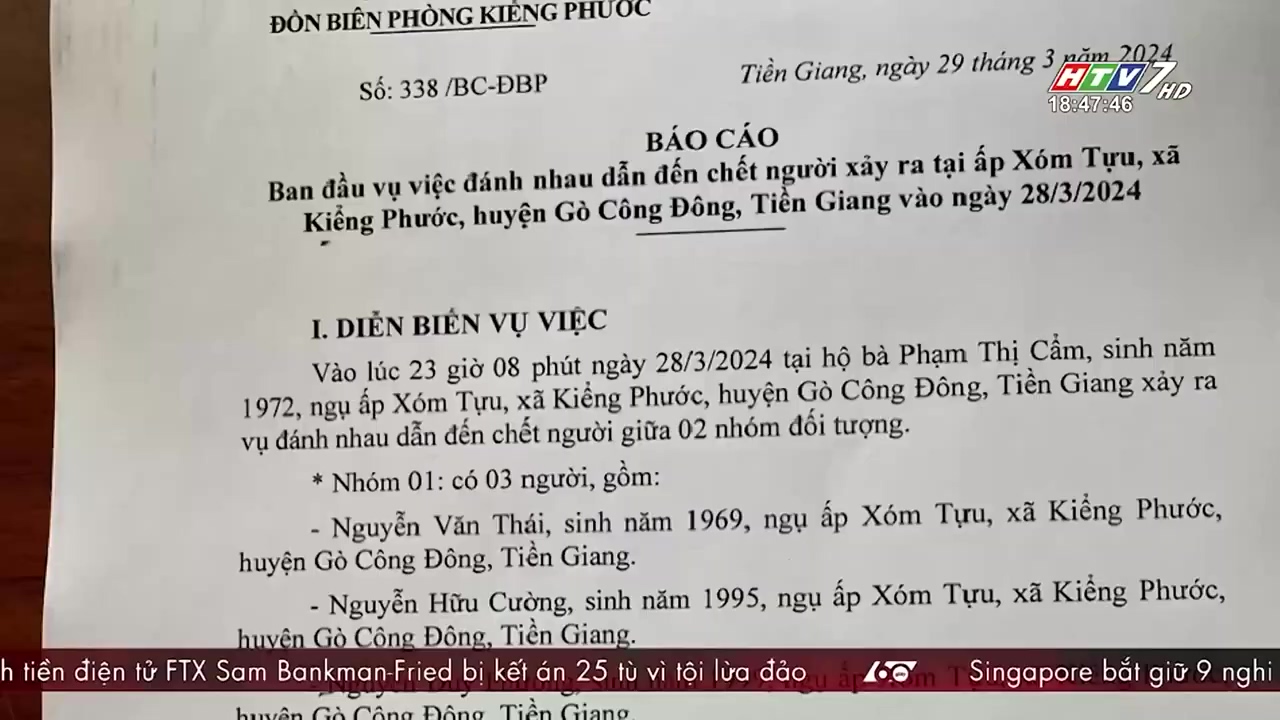 ĐÒN BIÊN PHÒNG KIỂNG PHƯỚC
Số: 338 /BC-ĐBP
Tiền Giang, ngày 29 tháng 3 năm 2024
HTV7 HD
18:47:46
BÁO CÁO
Ban đầu vụ việc đánh nhau dẫn đến chết người xảy ra tại ấp Xóm Tựu, xã
Kiểng Phước, huyện Gò Công Đông, Tiền Giang vào ngày 28/3/2024
I. DIỄN BIẾN VỤ VIỆC
Vào lúc 23 giờ 08 phút ngày 28/3/2024 tại hộ bà Phạm Thị Cẩm, sinh năm
1972, ngụ ấp Xóm Tựu, xã Kiểng Phước, huyện Gò Công Đông, Tiền Giang xảy ra
vụ đánh nhau dẫn đến chết người giữa 02 nhóm đối tượng.
* Nhóm 01: có 03 người, gồm:
- Nguyễn Văn Thái, sinh năm 1969, ngụ ấp Xóm Tựu, xã Kiểng Phước,
huyện Gò Công Đông, Tiền Giang.
- Nguyễn Hữu Cường, sinh năm 1995, ngụ ấp Xóm Tựu, xã Kiểng Phước,
huyện Gò Công Đông, Tiền Giang.
h tiền điện tử FTX Sam Bankman-Fried bị kết án 25 tù vì tội lừa đảo 60 Singapore bắt giữ 9 nghi
huyện Gò Công Đông, Tiền Giang.